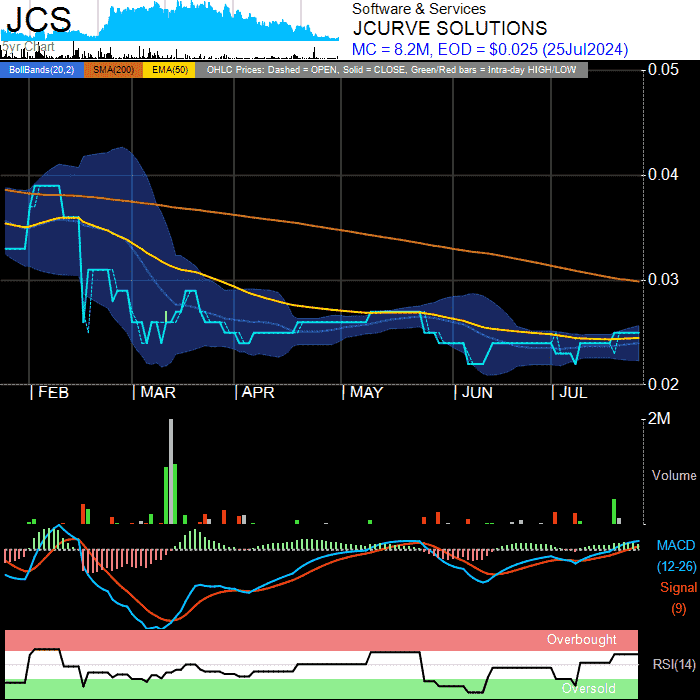 JCS
5yr Chart
Software & Services
JCURVE SOLUTIONS
MC = 8.2M, EOD = $0.025 (25Jul2024)
BollBands(20,2) SMA(200) EMA(50) OHLC Prices: Dashed = OPEN, Solid = CLOSE, Green/Red bars = Intra-day HIGH/LOW
0.05
0.04
0.03
0.02
| FEB | MAR | APR | MAY | JUN | JUL
2M
Volume
MACD
(12-26)
Signal
(9)
Overbought
RSI(14)
Oversold